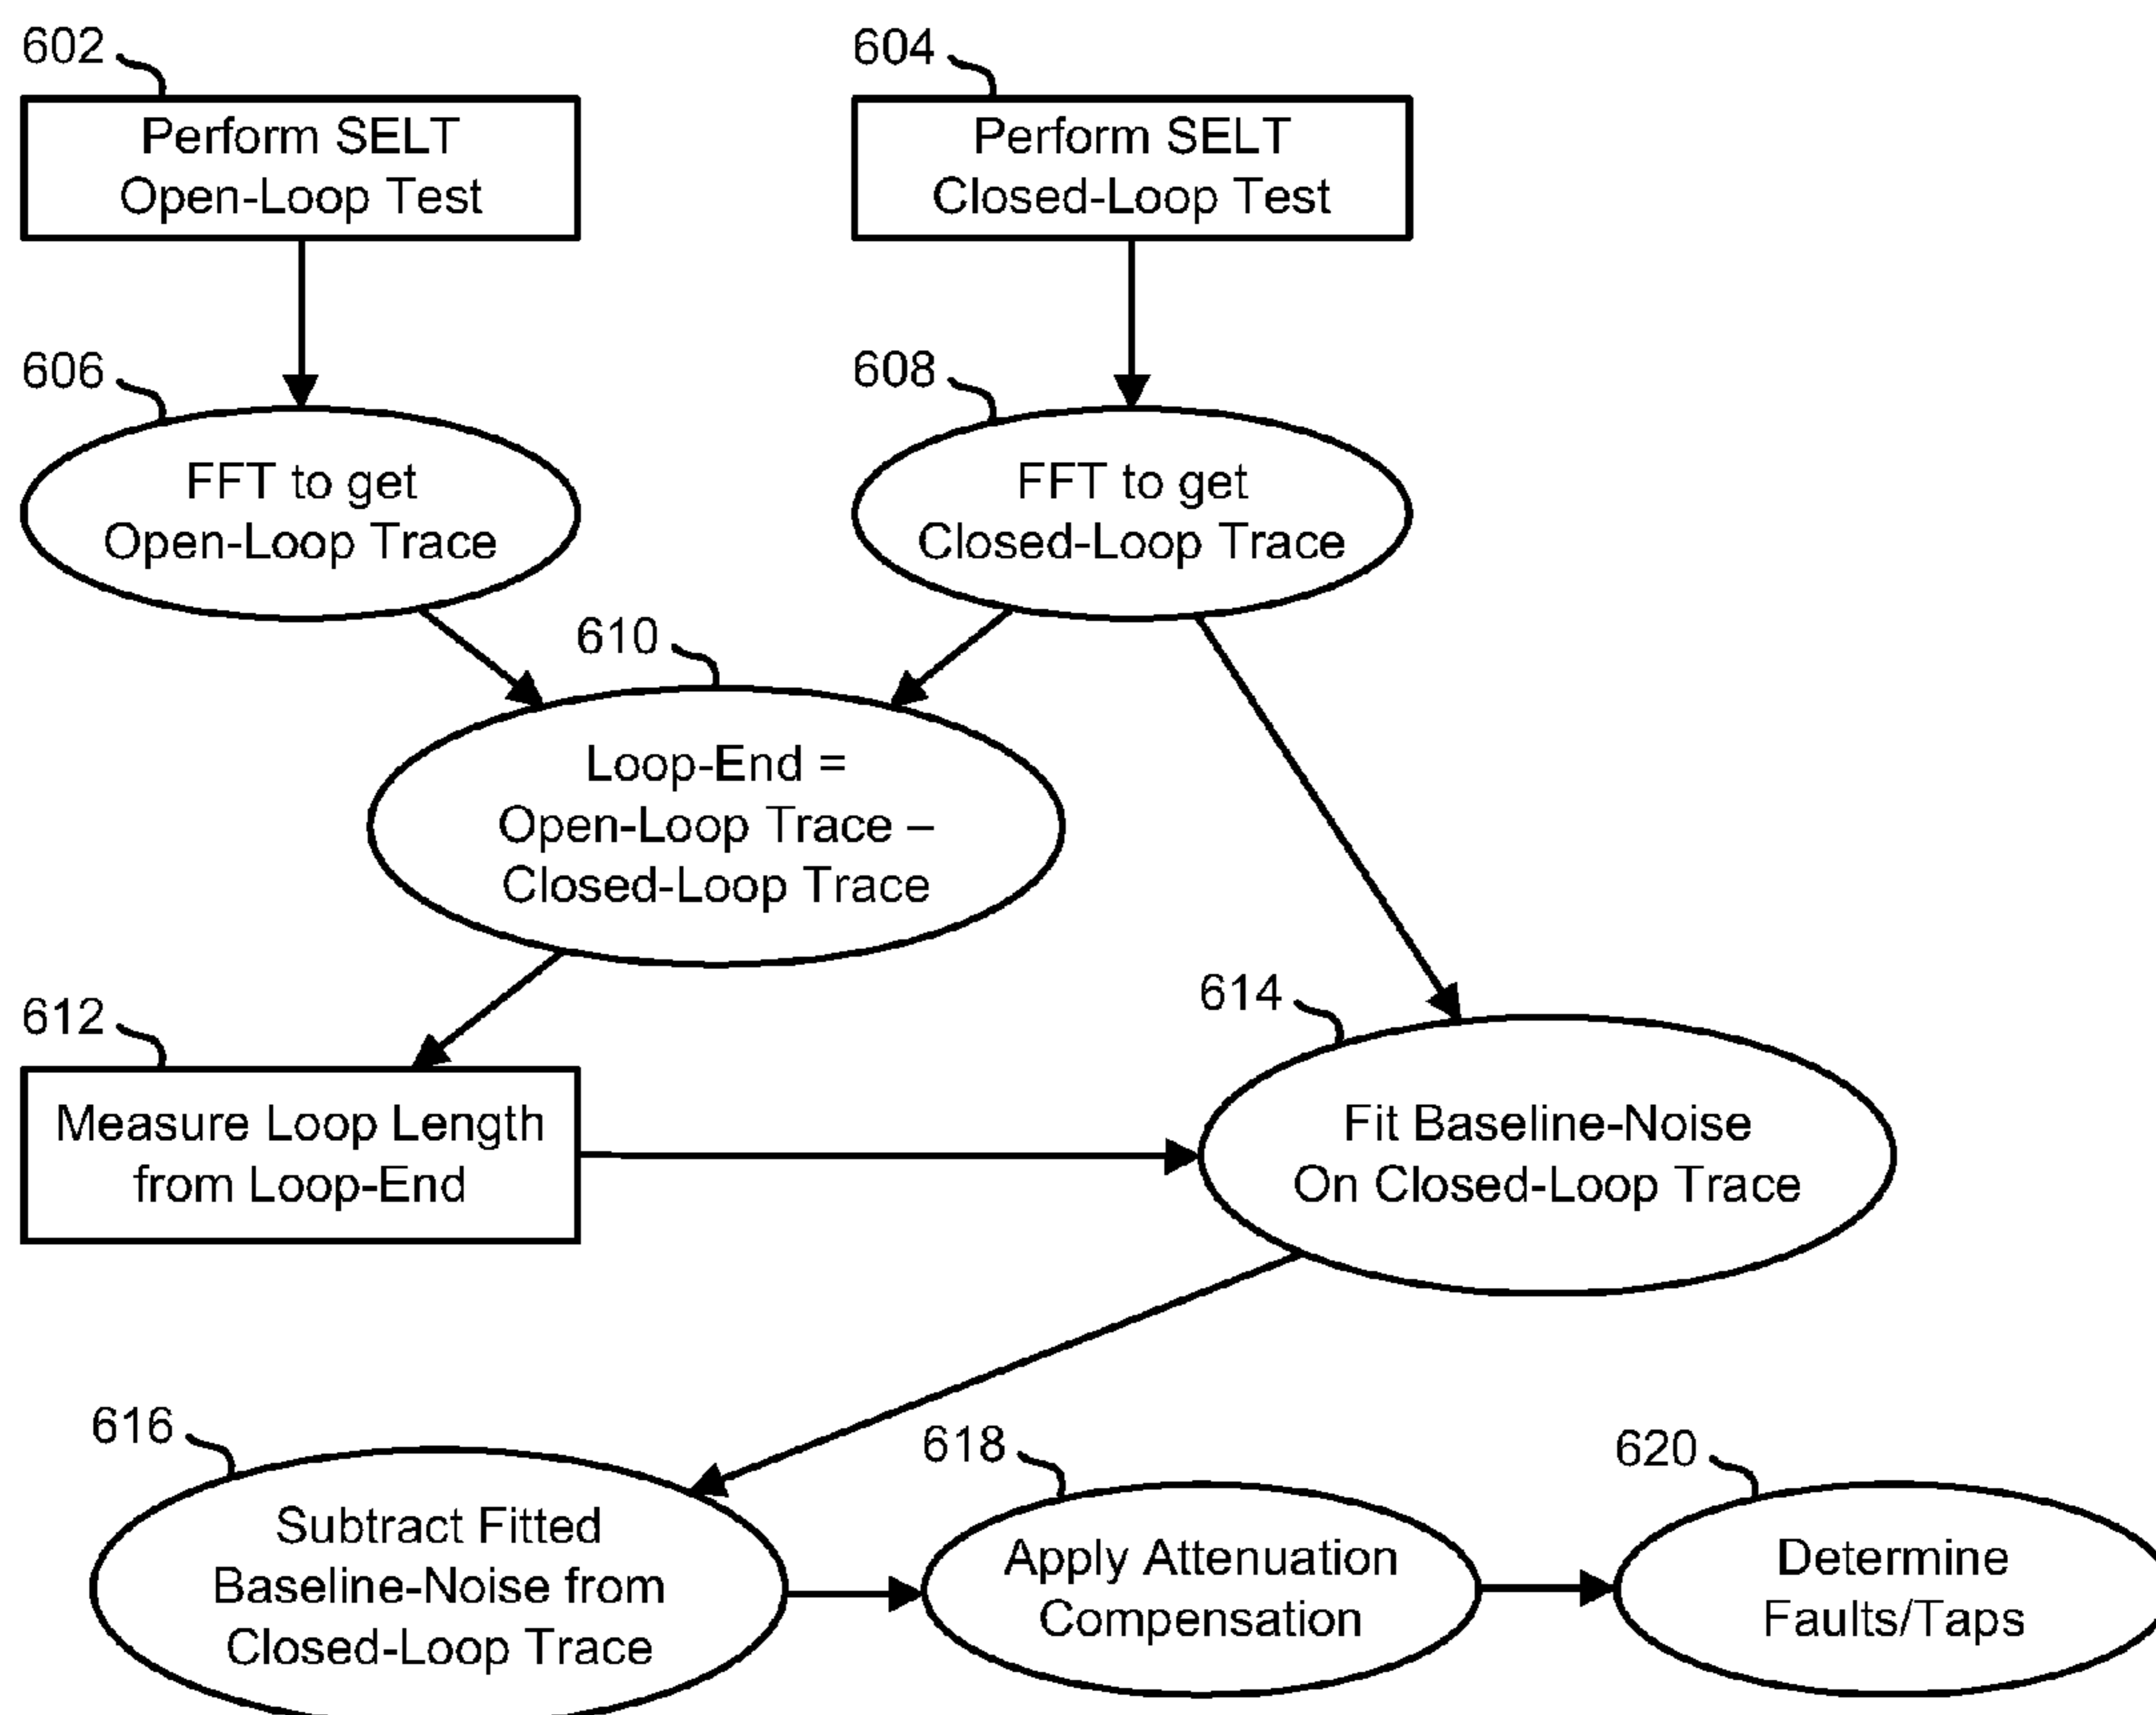 602
Perform SELT
Open-Loop Test
604
Perform SELT
Closed-Loop Test
606
FFT to get
Open-Loop Trace
608
FFT to get
Closed-Loop Trace
610
Loop-End =
Open-Loop Trace –
Closed-Loop Trace
612
Measure Loop Length
from Loop-End
614
Fit Baseline-Noise
On Closed-Loop Trace
616
Subtract Fitted
Baseline-Noise from
Closed-Loop Trace
618
Apply Attenuation
Compensation
620
Determine
Faults/Taps